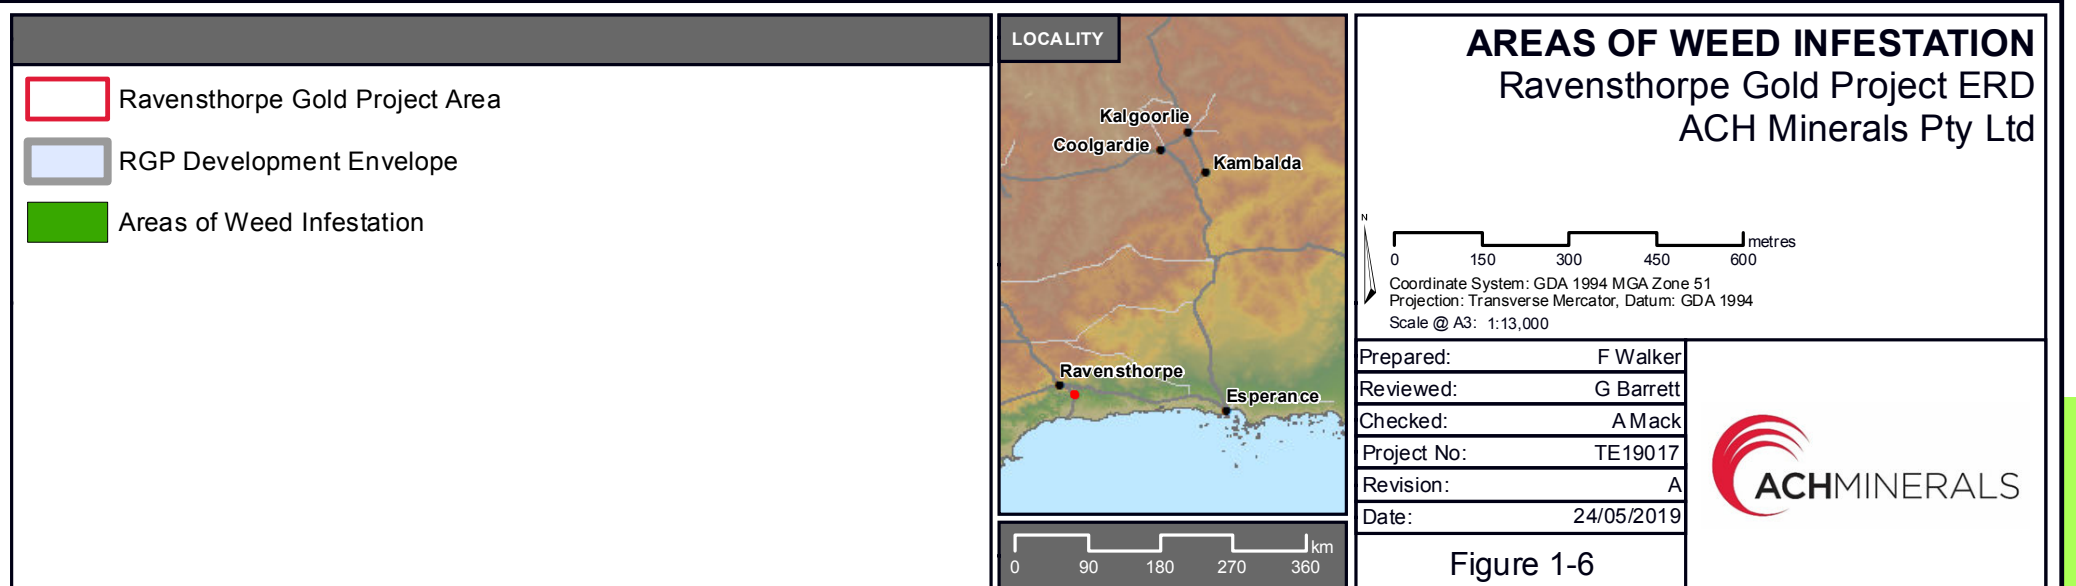 Ravensthorpe Gold Project Area
RGP Development Envelope
Areas of Weed Infestation
LOCALITY
Kalgoorlie
Coolgardie
Kambalda
Ravensthorpe
Esperance
km
0 90 180 270 360
AREAS OF WEED INFESTATION
Ravensthorpe Gold Project ERD
ACH Minerals Pty Ltd
N
metres
0 150 300 450 600
Coordinate System: GDA 1994 MGA Zone 51
Projection: Transverse Mercator, Datum: GDA 1994
Scale @ A3: 1:13,000
Prepared: F Walker
Reviewed: G Barrett
Checked: A Mack
Project No: TE19017
Revision: A
Date: 24/05/2019
Figure 1-6
ACHMINERALS